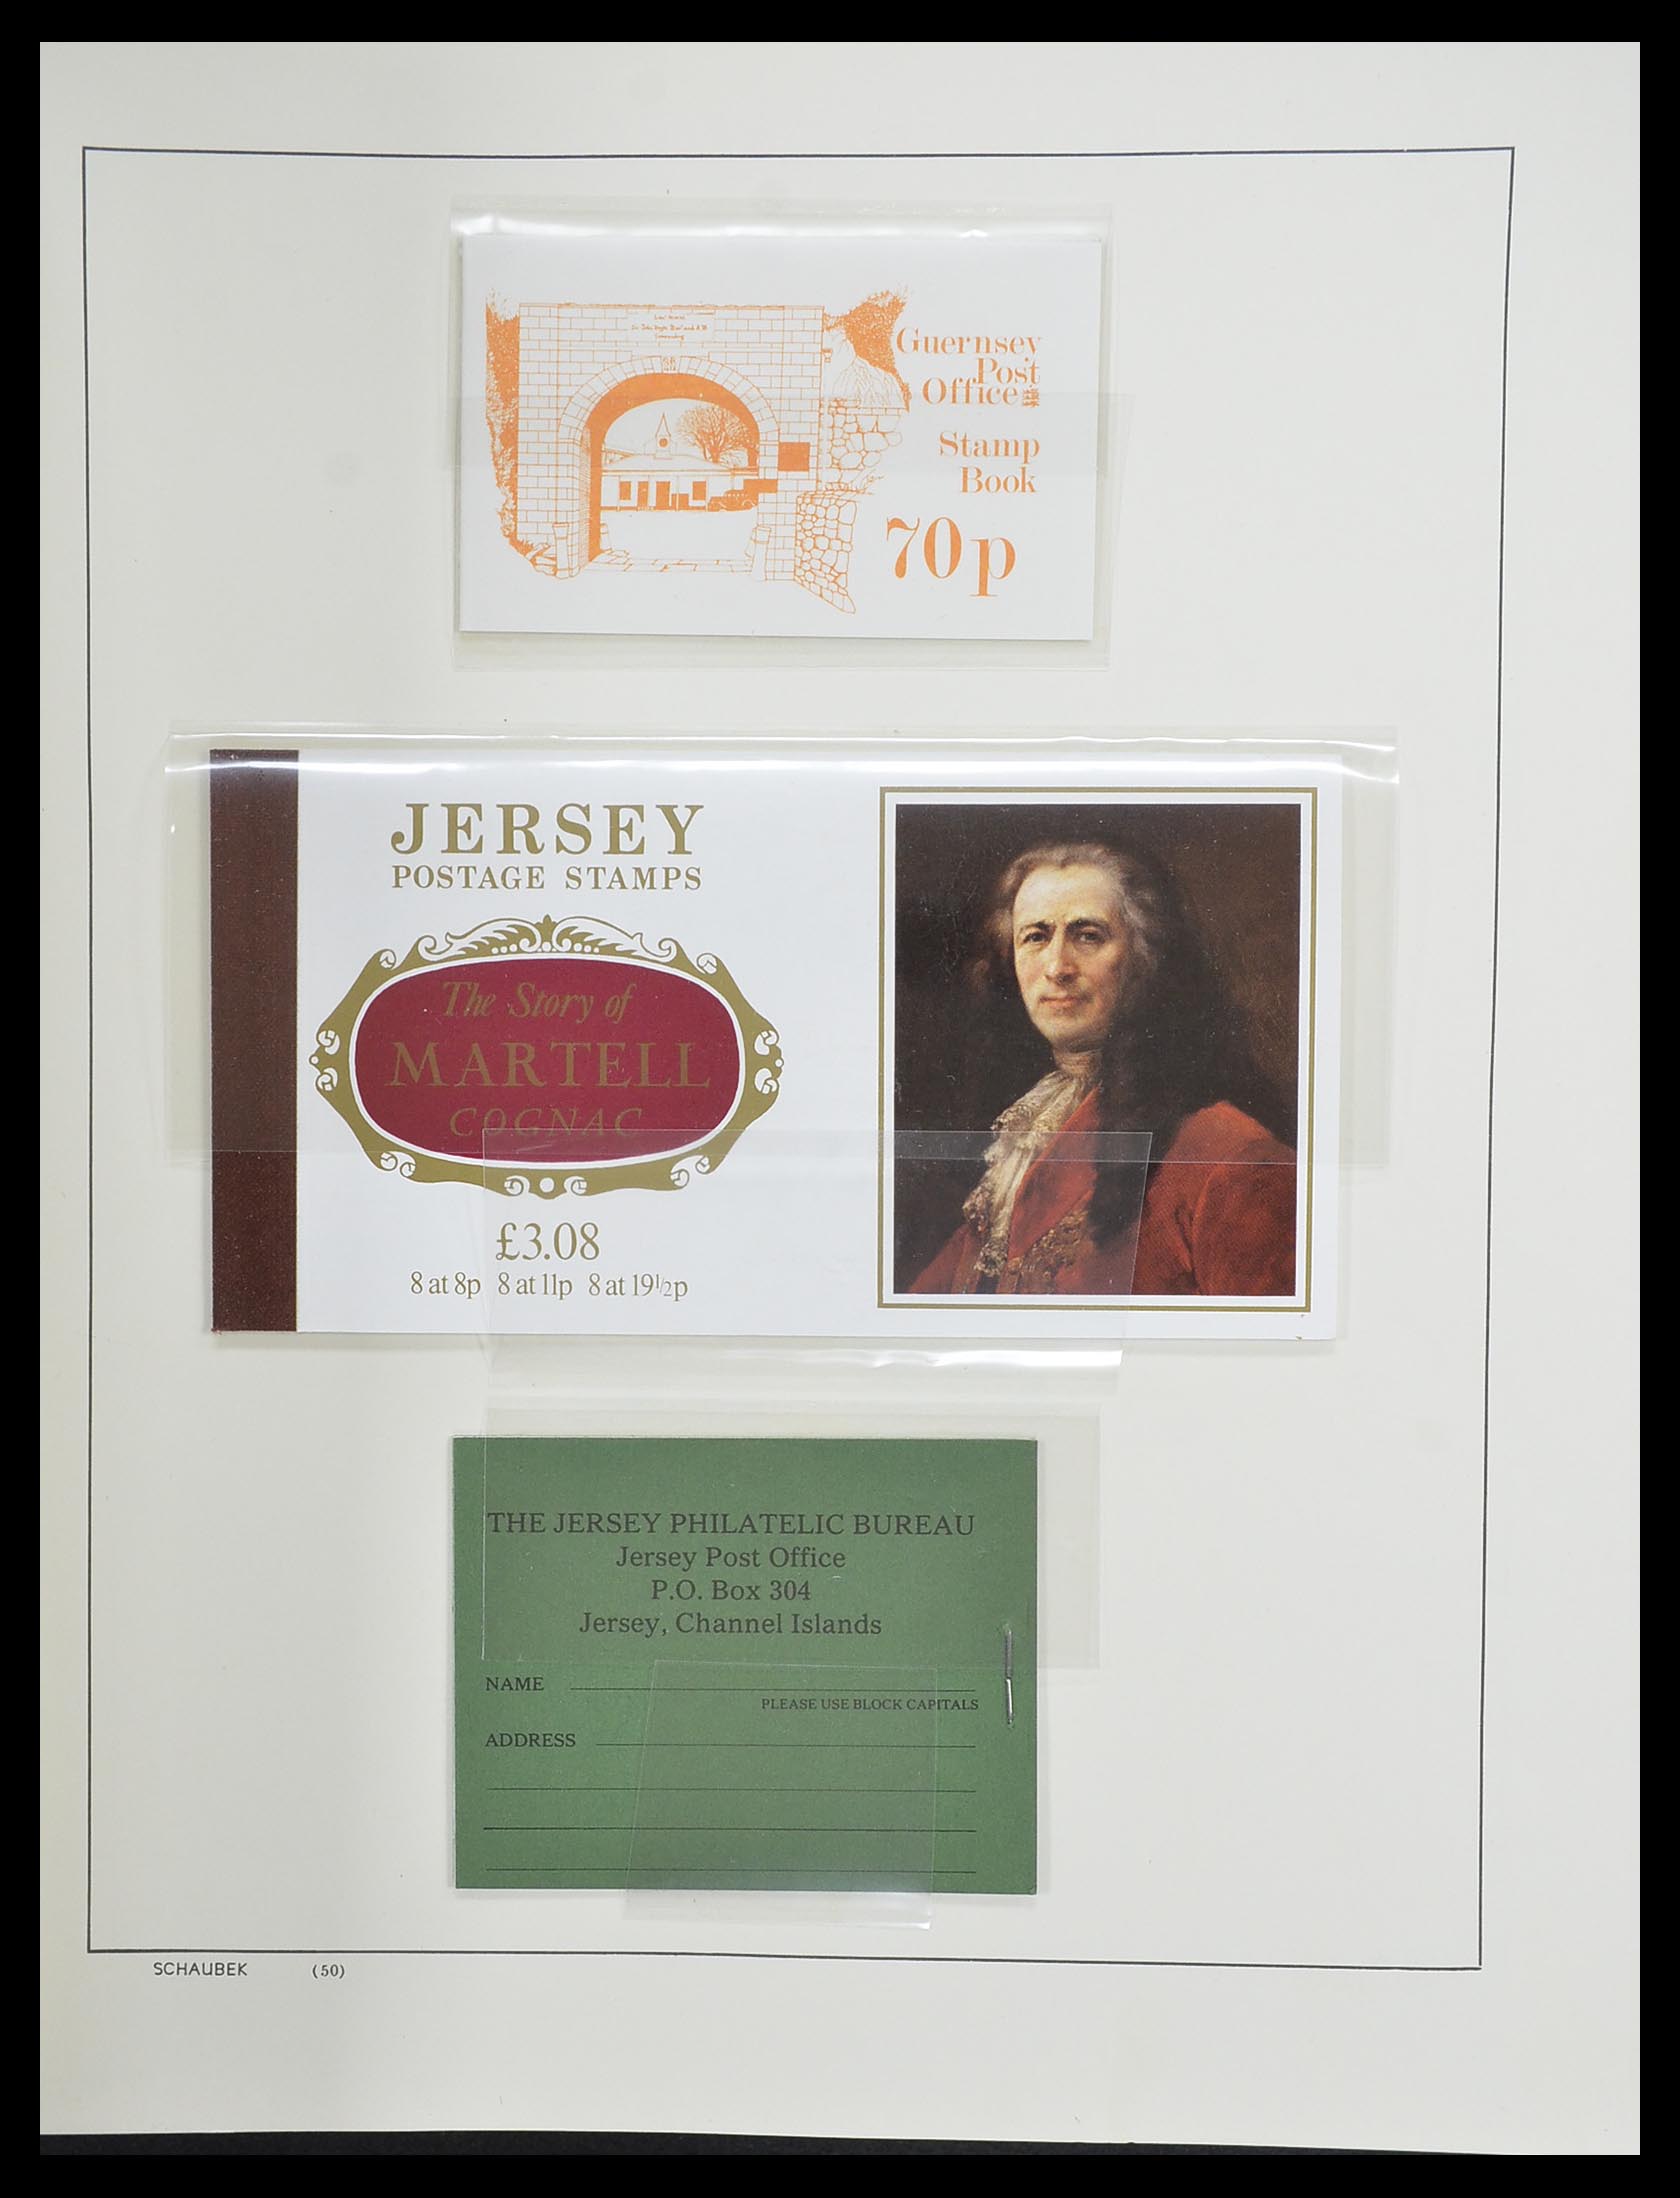 Guernsey
Post
Office
Stamp
Book
70p
JERSEY
POSTAGE STAMPS
The Story of
MARTELL
COGNAC
£3.08
8 at 8p 8 at 11p 8 at 19½p
THE JERSEY PHILATELIC BUREAU
Jersey Post Office
P.O. Box 304
Jersey, Channel Islands
NAME
PLEASE USE BLOCK CAPITALS
ADDRESS
SCHAUBEK (50)